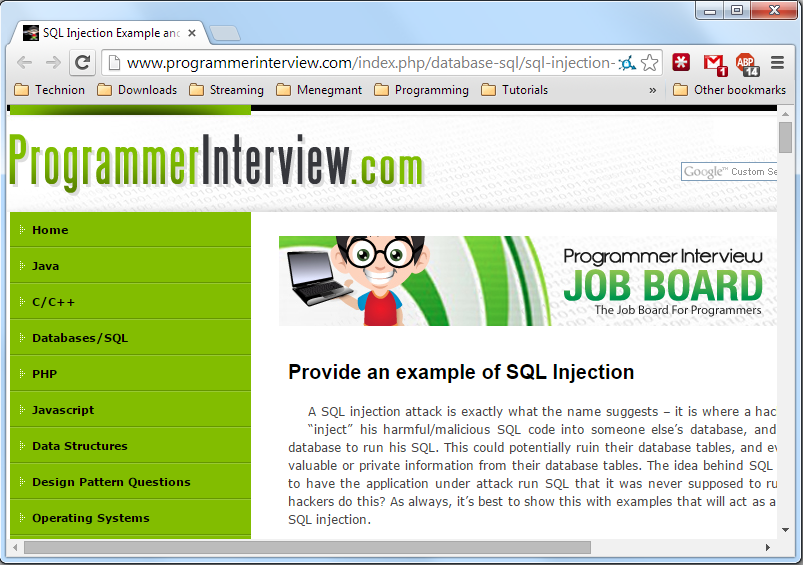 SQL Injection Example and
www.programmerinterview.com/index.php/database-sql/sql-injection-
1
ABP
14
Technion Downloads Streaming Menegmant Programming Tutorials » Other bookmarks
ProgrammerInterview.com
Google™ Custom Se
Home
Java
C/C++
Databases/SQL
PHP
Javascript
Data Structures
Design Pattern Questions
Operating Systems
Programmer Interview
JOB BOARD
The Job Board For Programmers
Provide an example of SQL Injection
A SQL injection attack is exactly what the name suggests – it is where a hac
“inject” his harmful/malicious SQL code into someone else’s database, and
database to run his SQL. This could potentially ruin their database tables, and ev
valuable or private information from their database tables. The idea behind SQL
to have the application under attack run SQL that it was never supposed to ru
hackers do this? As always, it’s best to show this with examples that will act as a
SQL injection.